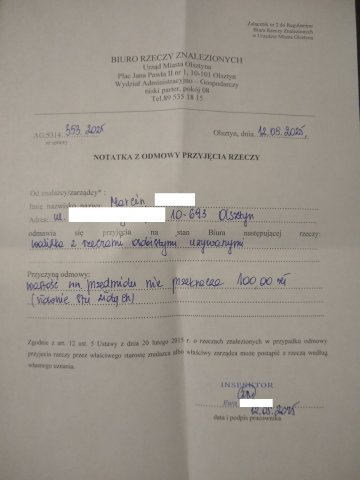 Załącznik nr 2 do Regulaminu
Biura Rzeczy Znalezionych
w Urzędzie Miasta Olsztyna
BIURO RZECZY ZNALEZIONYCH
Urząd Miasta Olsztyna
Plac Jana Pawła II nr 1, 10-101 Olsztyn
Wydział Administracyjno – Gospodarczy
niski parter, pokój 08
Tel.89 535 18 15
AG.5314. 353.2025
nr sprawy
Olsztyn, dnia 12.05.2025r.
NOTATKA Z ODMOWY PRZYJĘCIA RZECZY
Od znalazcy/zarządcy* :
Imię nazwisko/nazwa: Marcin
Adres: ul. 10-693 Olsztyn
odmawia się przyjęcia na stan Biura następującej rzeczy:
walizka z rzeczami osobistymi używanymi
Przyczyną odmowy:
wartość ww. przedmiotu nie przekracza 100,00 zł
(słownie stu złotych)
Zgodnie z art. 12 ust. 5 Ustawy z dnia 20 lutego 2015 r. o rzeczach znalezionych w przypadku odmowy
przyjęcia rzeczy przez właściwego starostę znalazca albo właściwy zarządca może postąpić z rzeczą według
własnego uznania.
INSPEKTOR
Ewa
12.05.2025
data i podpis pracownika